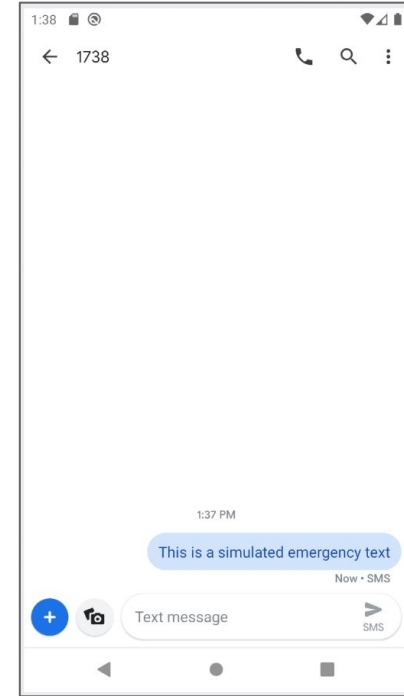 1:38
1738
1:37 PM
This is a simulated emergency text
Now • SMS
Text message
SMS